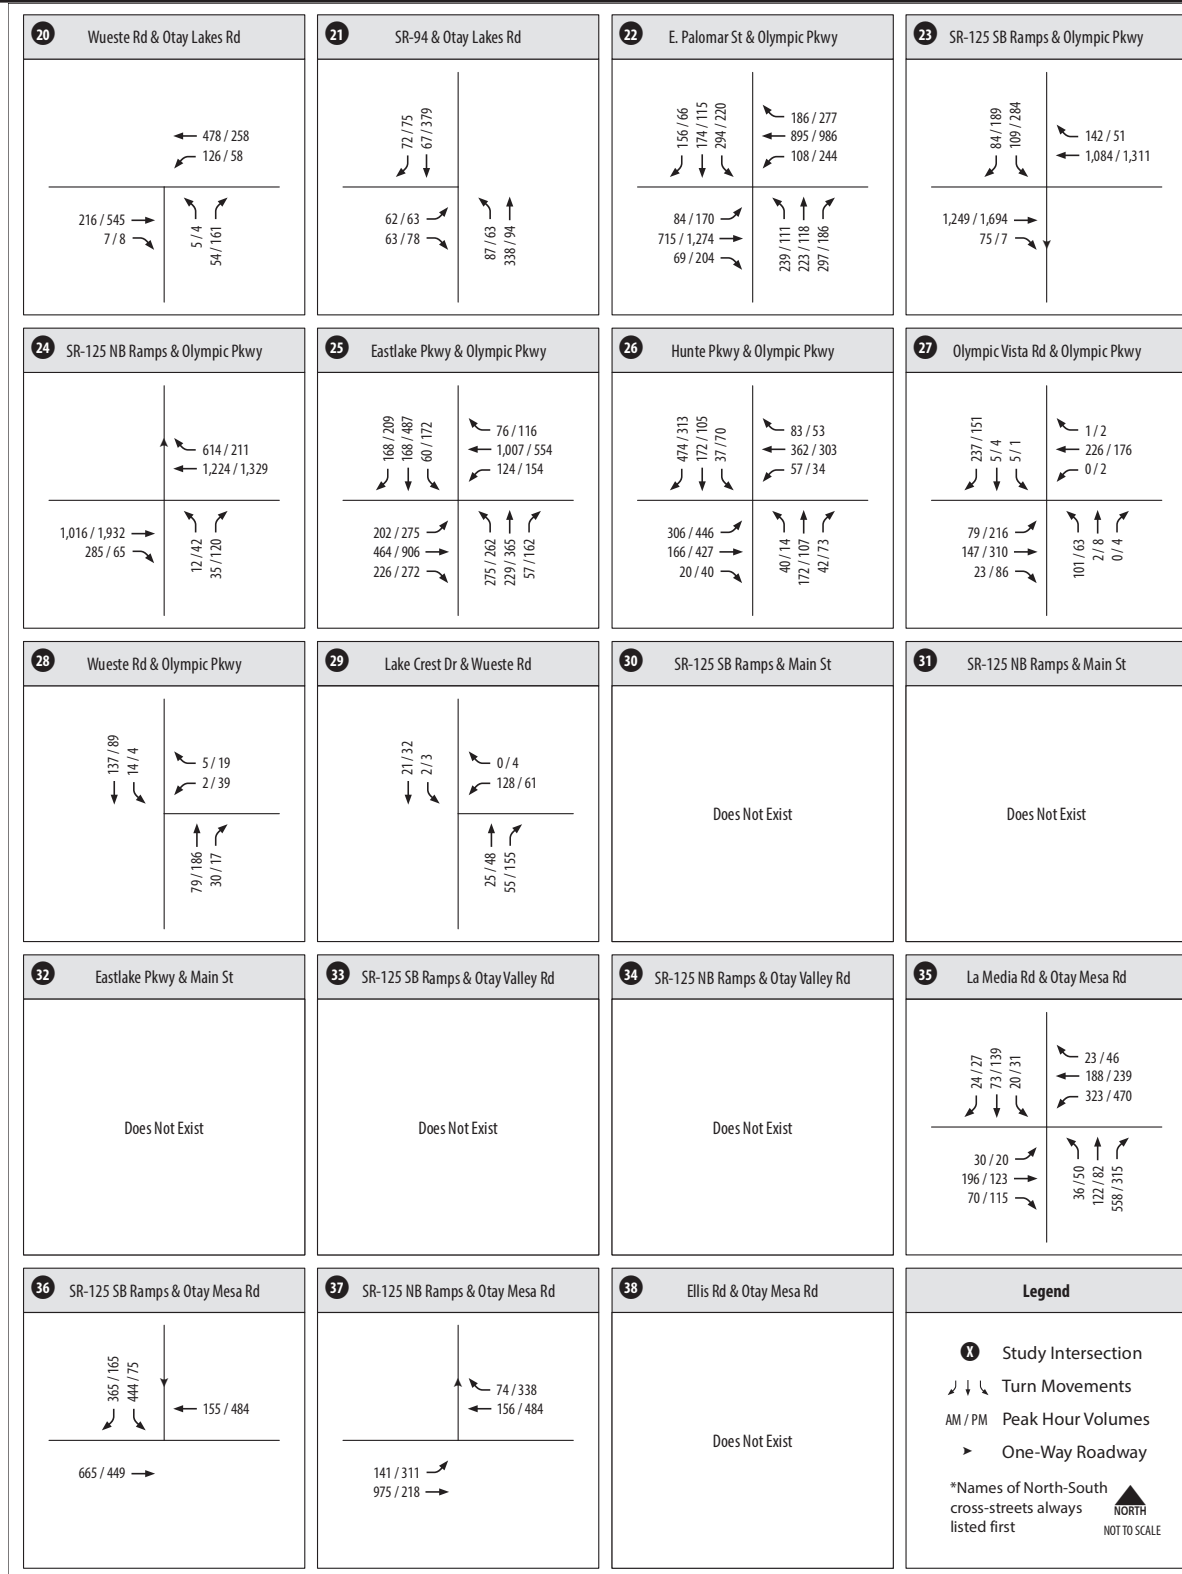 20 Wueste Rd & Otay Lakes Rd
478 / 258
126 / 58
216 / 545
7 / 8
5 / 4
54 / 161
21 SR-94 & Otay Lakes Rd
72 / 75
67 / 379
62 / 63
63 / 78
87 / 63
338 / 94
22 E. Palomar St & Olympic Pkwy
156 / 66
174 / 115
294 / 220
186 / 277
895 / 986
108 / 244
84 / 170
715 / 1,274
69 / 204
239 / 111
223 / 118
297 / 186
23 SR-125 SB Ramps & Olympic Pkwy
84 / 189
109 / 284
142 / 51
1,084 / 1,311
1,249 / 1,694
75 / 7
24 SR-125 NB Ramps & Olympic Pkwy
614 / 211
1,224 / 1,329
1,016 / 1,932
285 / 65
12 / 42
35 / 120
25 Eastlake Pkwy & Olympic Pkwy
168 / 209
168 / 487
60 / 172
76 / 116
1,007 / 554
124 / 154
202 / 275
464 / 906
226 / 272
275 / 262
229 / 365
57 / 162
26 Hunte Pkwy & Olympic Pkwy
474 / 313
172 / 105
37 / 70
83 / 53
362 / 303
57 / 34
306 / 446
166 / 427
20 / 40
40 / 14
172 / 107
42 / 73
27 Olympic Vista Rd & Olympic Pkwy
237 / 151
5 / 4
5 / 1
1 / 2
226 / 176
0 / 2
79 / 216
147 / 310
23 / 86
101 / 63
2 / 8
0 / 4
28 Wueste Rd & Olympic Pkwy
137 / 89
14 / 4
5 / 19
2 / 39
79 / 186
30 / 17
29 Lake Crest Dr & Wueste Rd
21 / 32
2 / 3
0 / 4
128 / 61
25 / 48
55 / 155
30 SR-125 SB Ramps & Main St
Does Not Exist
31 SR-125 NB Ramps & Main St
Does Not Exist
32 Eastlake Pkwy & Main St
Does Not Exist
33 SR-125 SB Ramps & Otay Valley Rd
Does Not Exist
34 SR-125 NB Ramps & Otay Valley Rd
Does Not Exist
35 La Media Rd & Otay Mesa Rd
24 / 27
73 / 139
20 / 31
23 / 46
188 / 239
323 / 470
30 / 20
196 / 123
70 / 115
36 / 50
122 / 82
558 / 315
36 SR-125 SB Ramps & Otay Mesa Rd
365 / 165
444 / 75
155 / 484
665 / 449
37 SR-125 NB Ramps & Otay Mesa Rd
74 / 338
156 / 484
141 / 311
975 / 218
38 Ellis Rd & Otay Mesa Rd
Does Not Exist
Legend
X Study Intersection
Turn Movements
AM / PM Peak Hour Volumes
One-Way Roadway
*Names of North-South
cross-streets always
listed first
NORTH
NOT TO SCALE